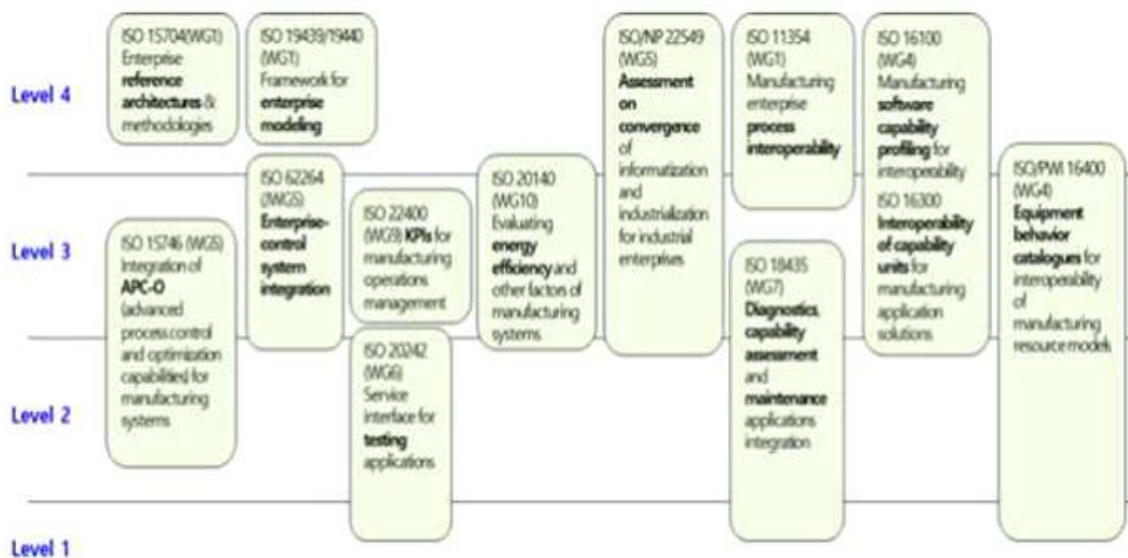 Level 4
Level 3
Level 2
Level 1
ISO 15704(WG1)
Enterprise
reference
architectures &
methodologies
ISO 19439/19440
(WG1)
Framework for
enterprise
modeling
ISO 62264
(JWG5)
Enterprise-
control
system
integration
ISO 15746 (WG5)
Integration of
APC-O
(advanced
process control
and optimization
capabilities) for
manufacturing
systems
ISO 22400
(WG9) KPIs for
manufacturing
operations
management
ISO 20242
(WG6)
Service
interface for
testing
applications
ISO 20140
(WG10)
Evaluating
energy
efficiency and
other factors of
manufacturing
systems
ISO/NP 22549
(WG5)
Assessment
on
convergence of
informatization
and
industrialization
for industrial
enterprises
ISO 11354
(WG1)
Manufacturing
enterprise
process
interoperability
ISO 18435
(WG7)
Diagnostics,
capability
assessment
and
maintenance
applications
integration
ISO 16100
(WG4)
Manufacturing
software
capability
profiling for
interoperability
ISO 16300
Interoperability
of capability
units for
manufacturing
application
solutions
ISO/PWI 16400
(WG4)
Equipment
behavior
catalogues for
interoperability
of
manufacturing
resource models